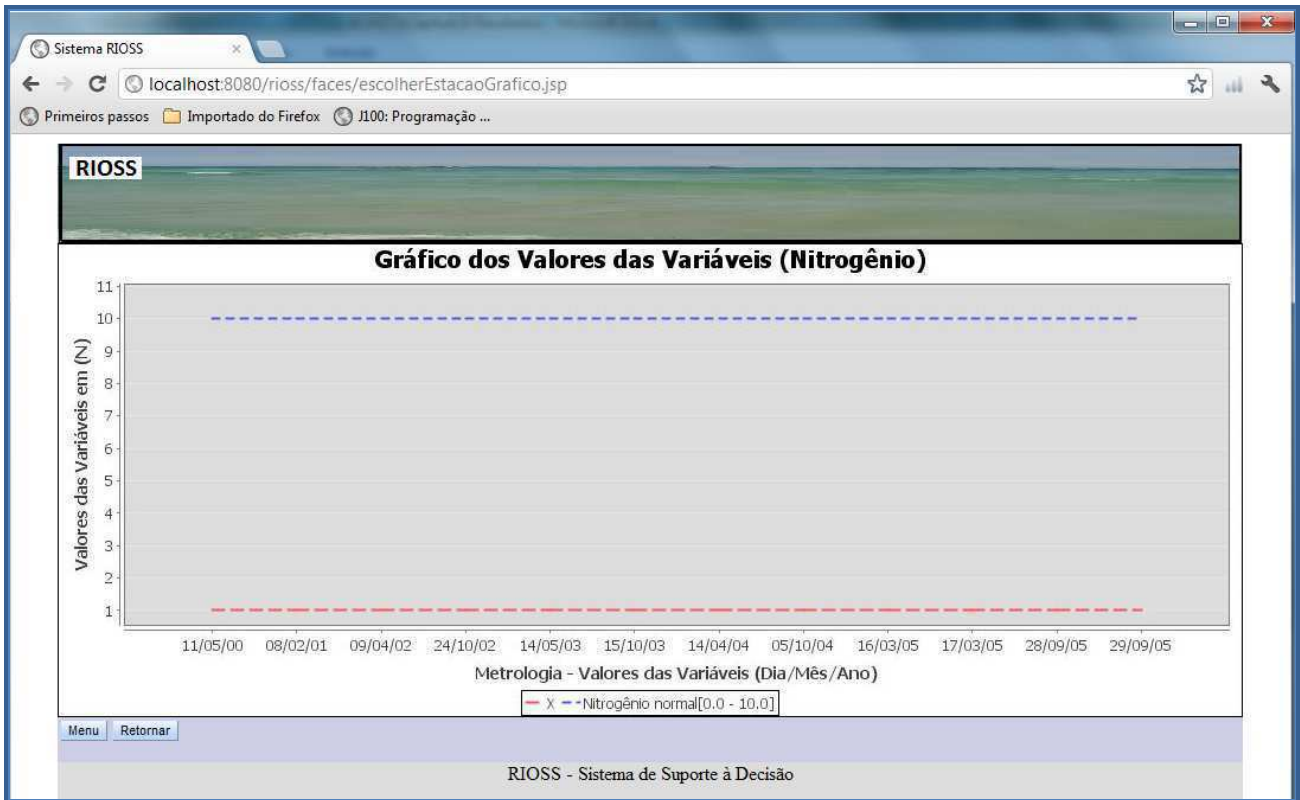 Sistema RIOSS
localhost:8080/rioss/faces/escolherEstacaoGrafico.jsp
Primeiros passos Importado do Firefox J100: Programação ...
RIOSS
Gráfico dos Valores das Variáveis (Nitrogênio)
Valores das Variáveis em (N)
11
10
9
8
7
6
5
4
3
2
1
11/05/00 08/02/01 09/04/02 24/10/02 14/05/03 15/10/03 14/04/04 05/10/04 16/03/05 17/03/05 28/09/05 29/09/05
Metrologia - Valores das Variáveis (Dia/Mês/Ano)
X Nitrogênio normal[0.0 - 10.0]
Menu Retornar
RIOSS - Sistema de Suporte à Decisão